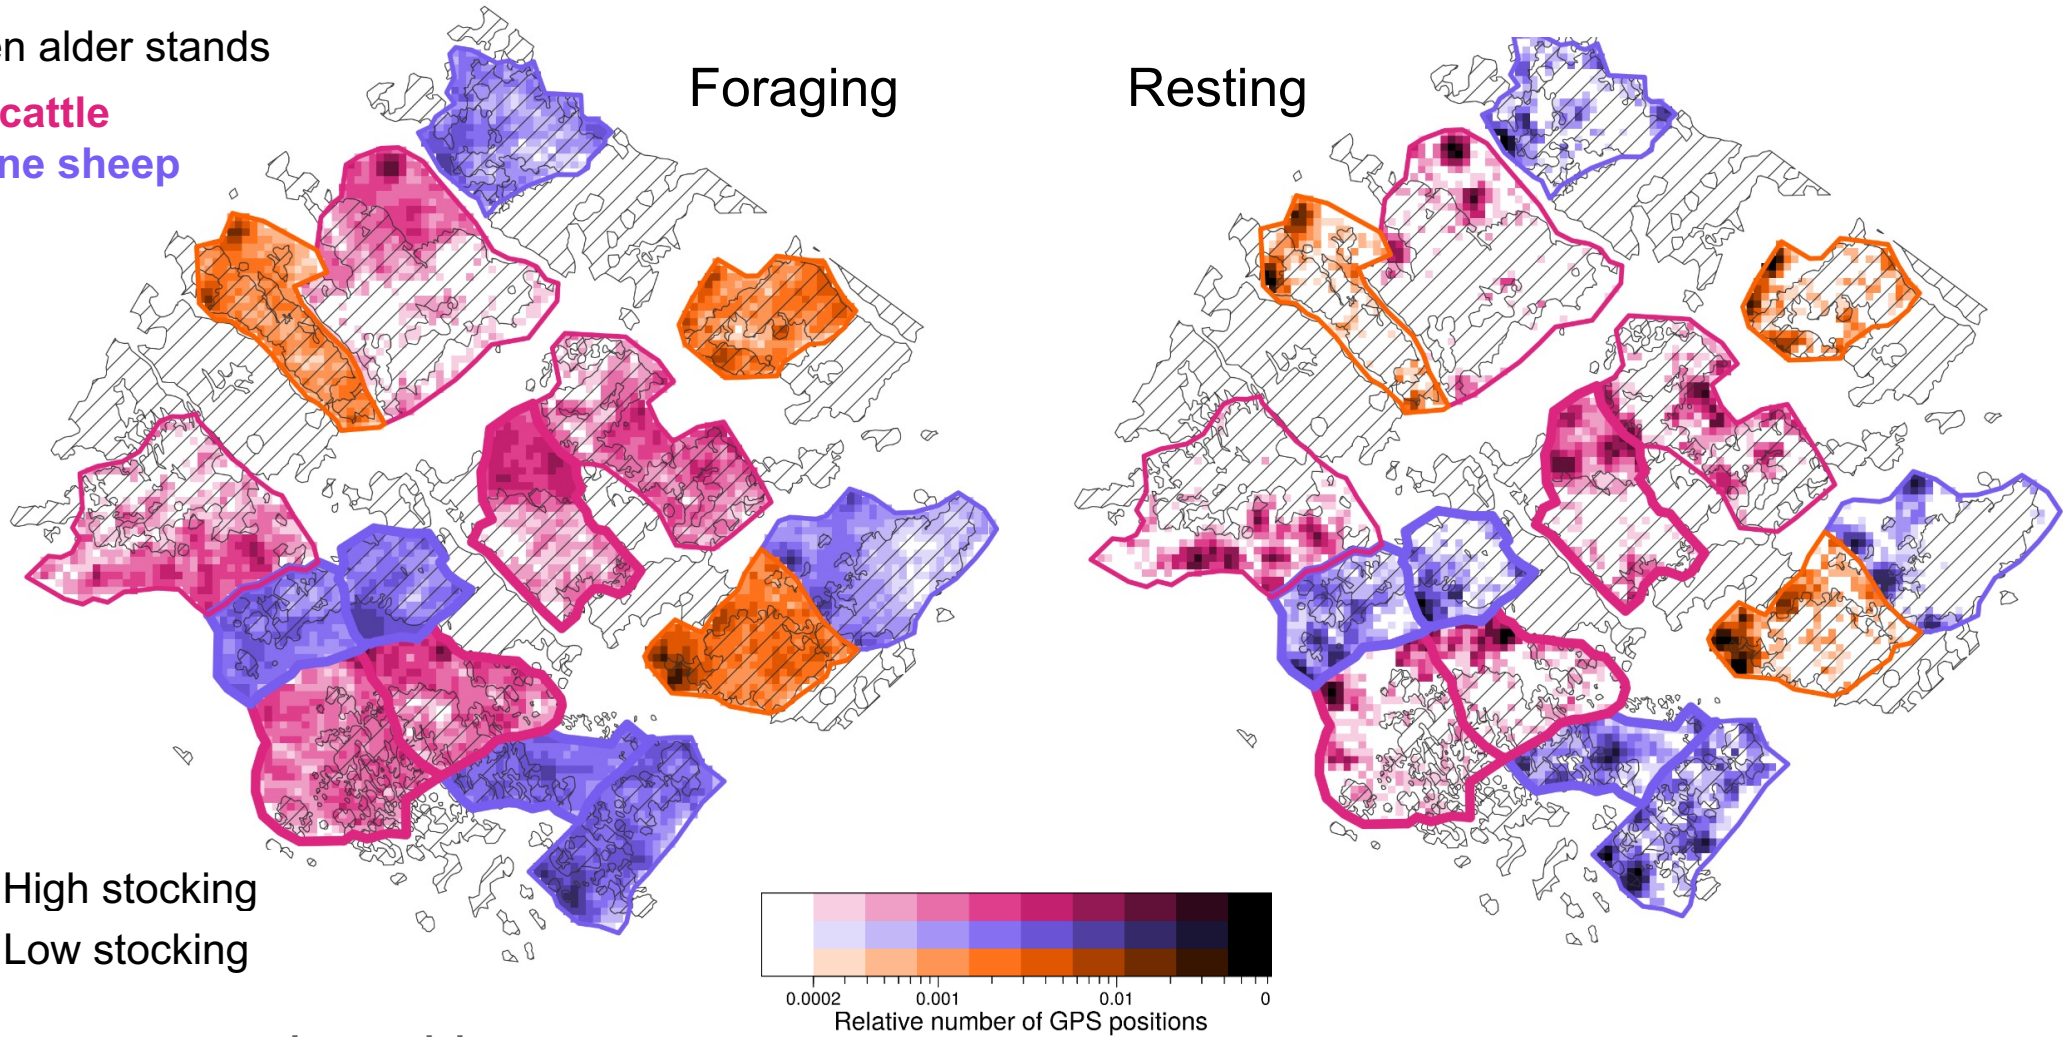 en alder stands
cattle
ne sheep
Foraging
Resting
High stocking
Low stocking
0.0002 0.001 0.01 0
Relative number of GPS positions